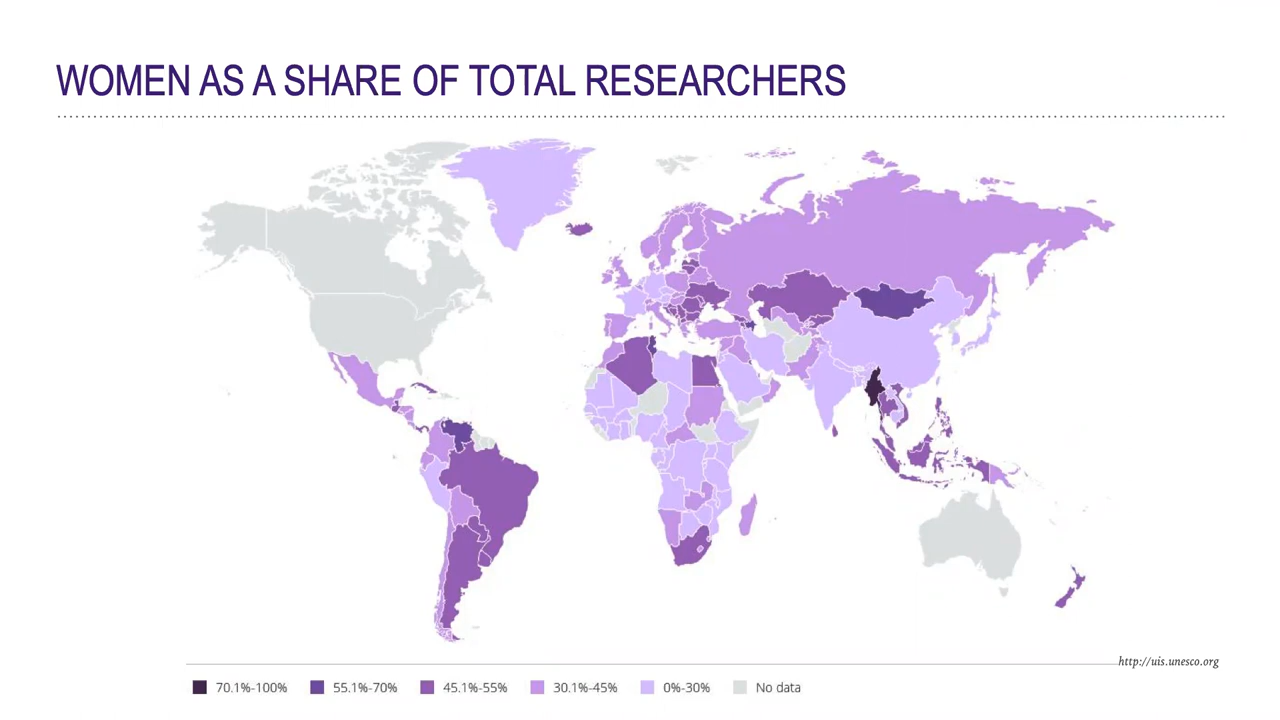 WOMEN AS A SHARE OF TOTAL RESEARCHERS
http://uis.unesco.org
70.1%-100% 55.1%-70% 45.1%-55% 30.1%-45% 0%-30% No data